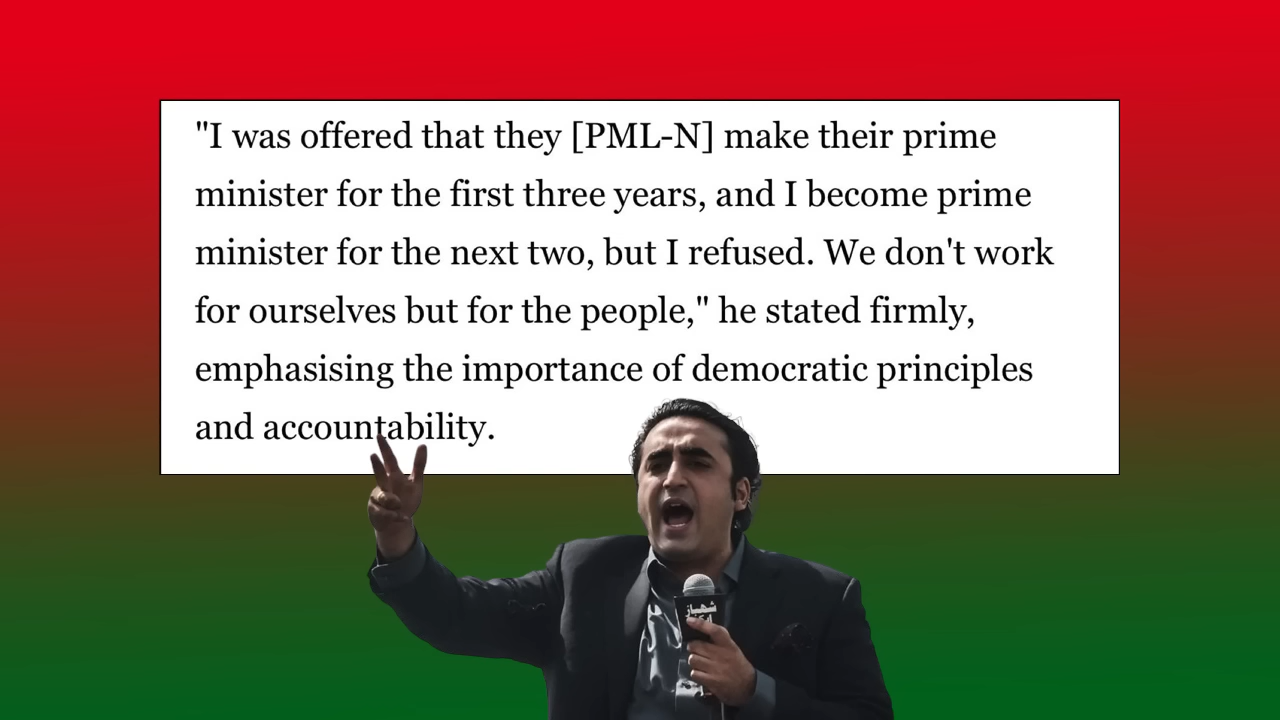 "I was offered that they [PML-N] make their prime
minister for the first three years, and I become prime
minister for the next two, but I refused. We don't work
for ourselves but for the people," he stated firmly,
emphasising the importance of democratic principles
and accountability.
شهباز